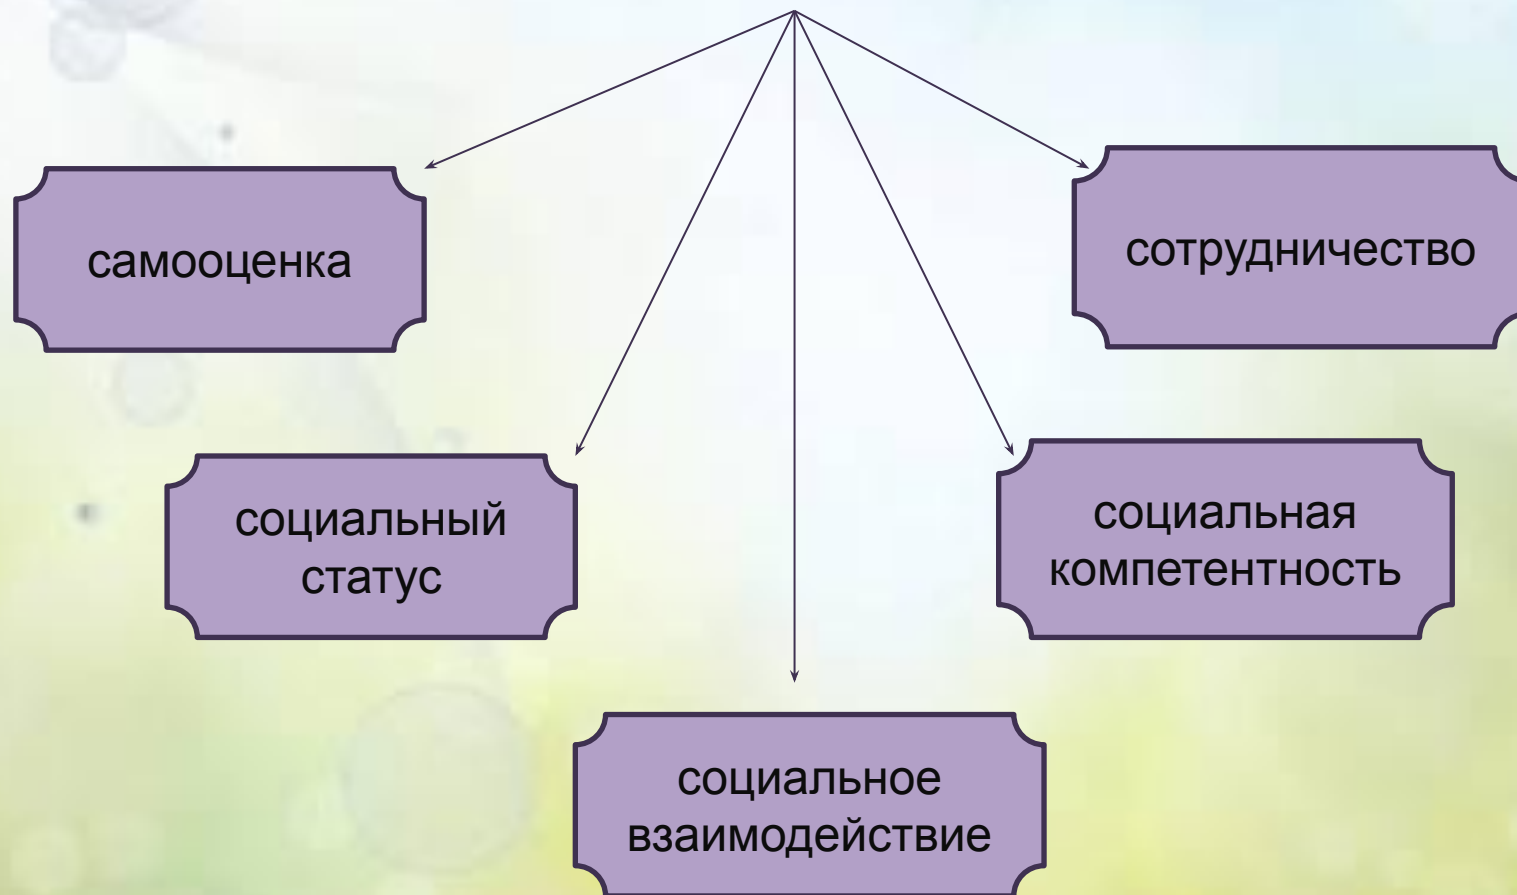 самооценка
сотрудничество
социальный
статус
социальная
компетентность
социальное
взаимодействие